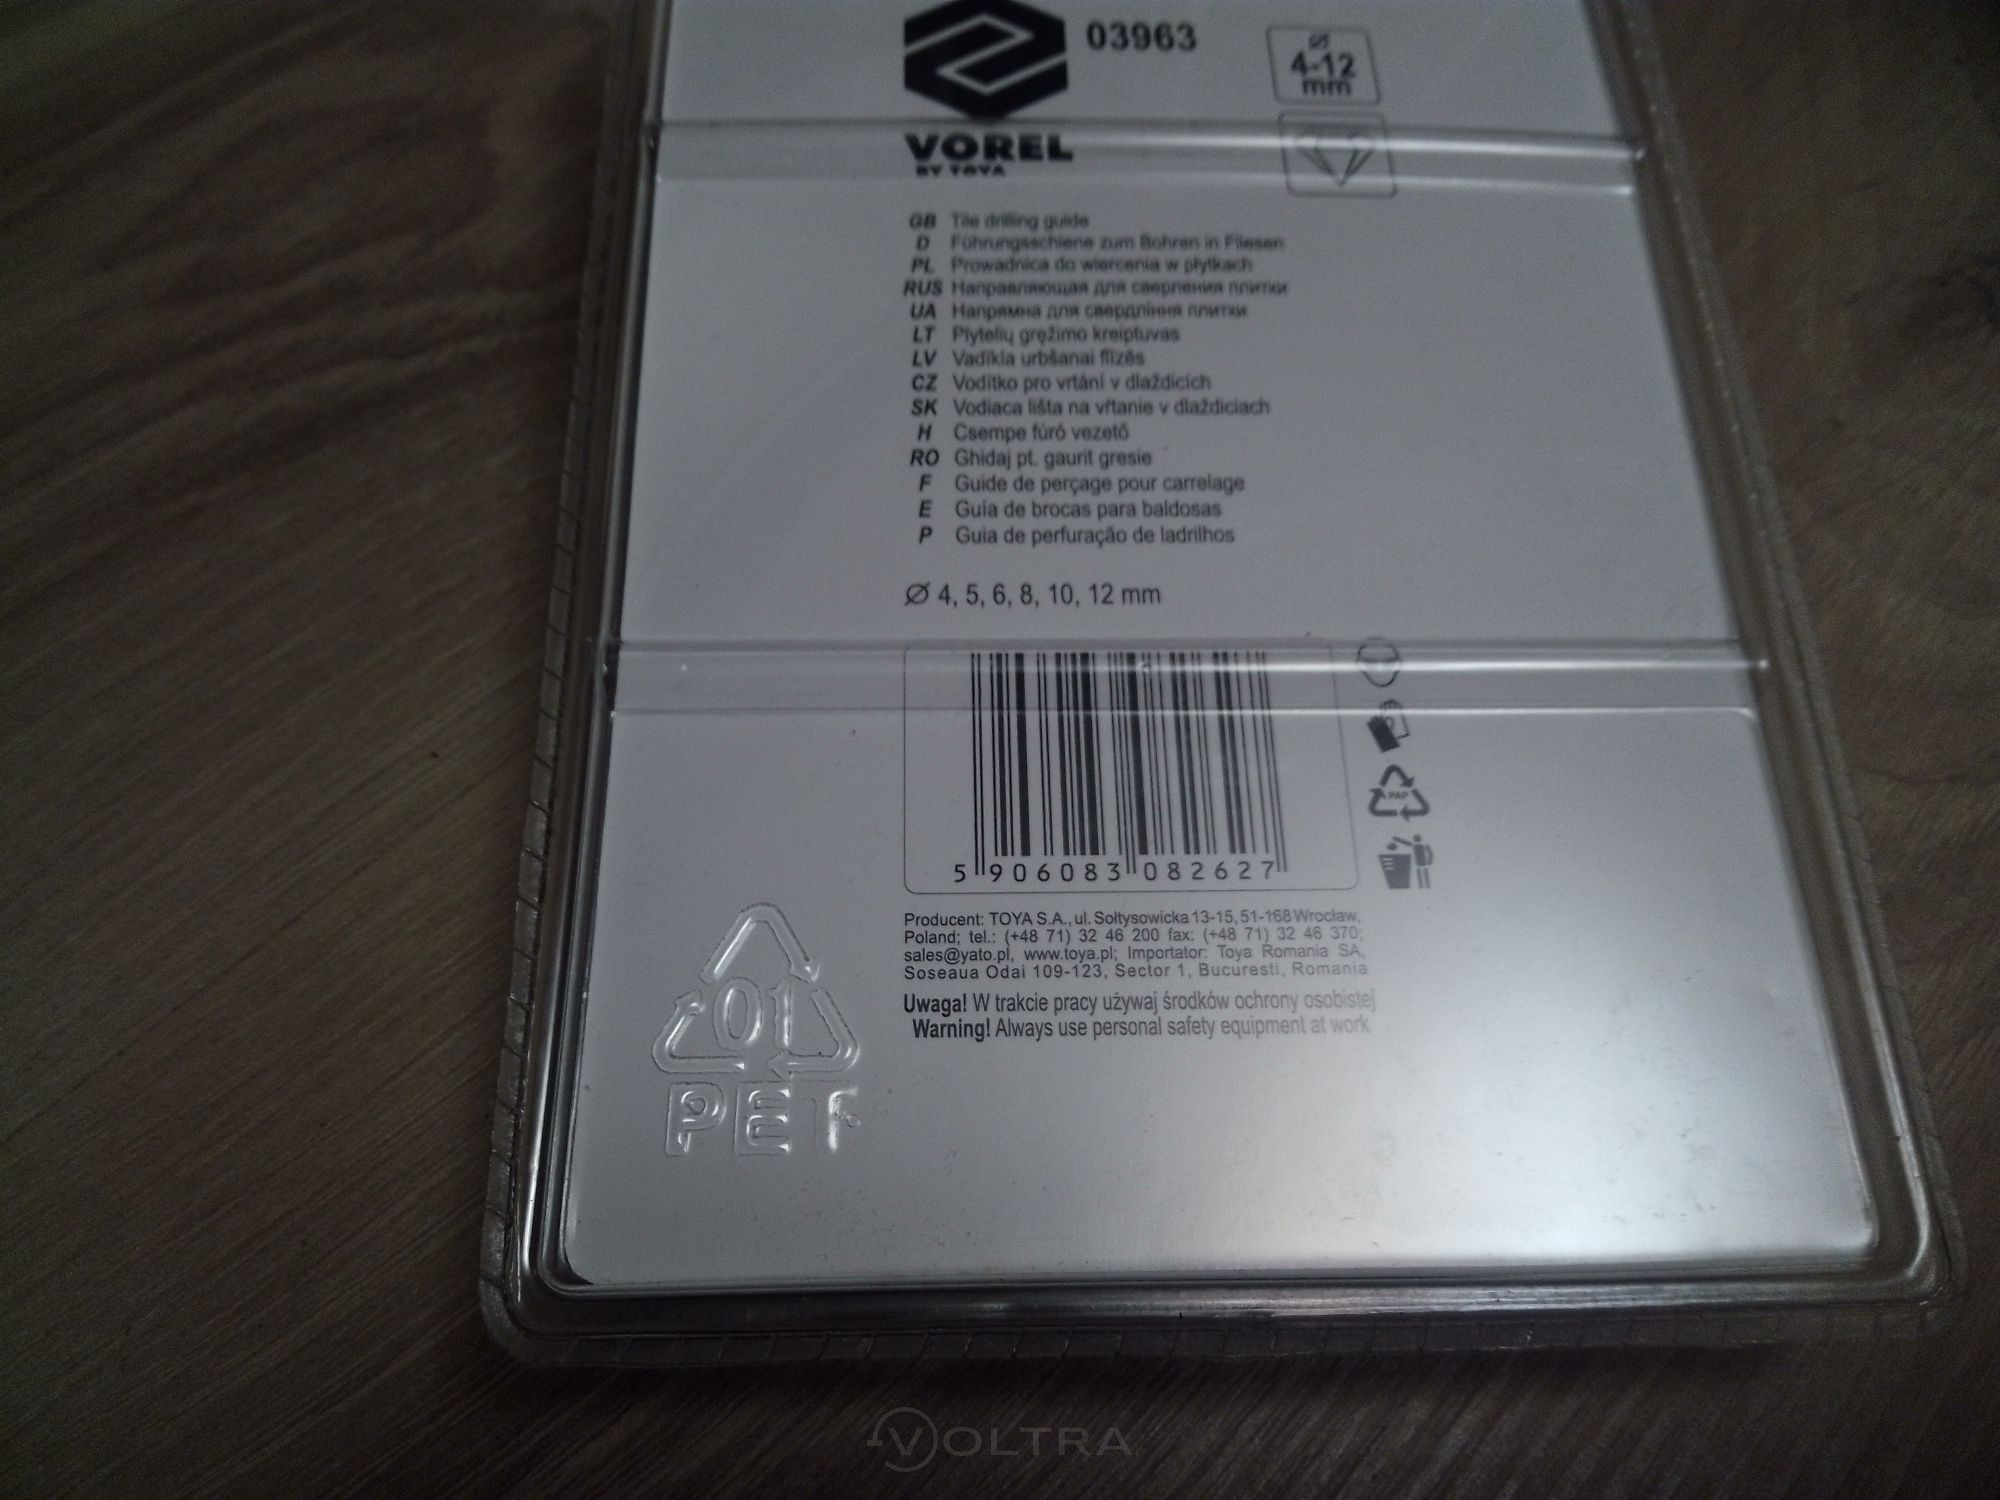 03963
Ø
4-12
mm
VOREL
BY TOYA
GB Tile drilling guide
D Führungsschiene zum Bohren in Fliesen
PL Prowadnica do wiercenia w płytkach
RUS Направляющая для сверления плитки
UA Напрямна для свердління плитки
LT Plytelių gręžimo kreiptuvas
LV Vadīkla urbšanai flīzēs
CZ Vodítko pro vrtání v dlaždicích
SK Vodiaca lišta na vŕtanie v dlaždiciach
H Csempe fúró vezető
RO Ghidaj pt. gaurit gresie
F Guide de perçage pour carrelage
E Guia de brocas para baldosas
P Guia de perfuração de ladrilhos
Ø 4, 5, 6, 8, 10, 12 mm
5 906083 082627
PAP
Producent: TOYA S.A., ul. Sołtysowicka 13-15, 51-168 Wrocław,
Poland; tel.: (+48 71) 32 46 200 fax: (+48 71) 32 46 370;
sales@yato.pl, www.toya.pl; Importator: Toya Romania SA,
Soseaua Odai 109-123, Sector 1, Bucuresti, Romania
Uwaga! W trakcie pracy używaj środków ochrony osobistej
Warning! Always use personal safety equipment at work
01
PET
VOLTRA